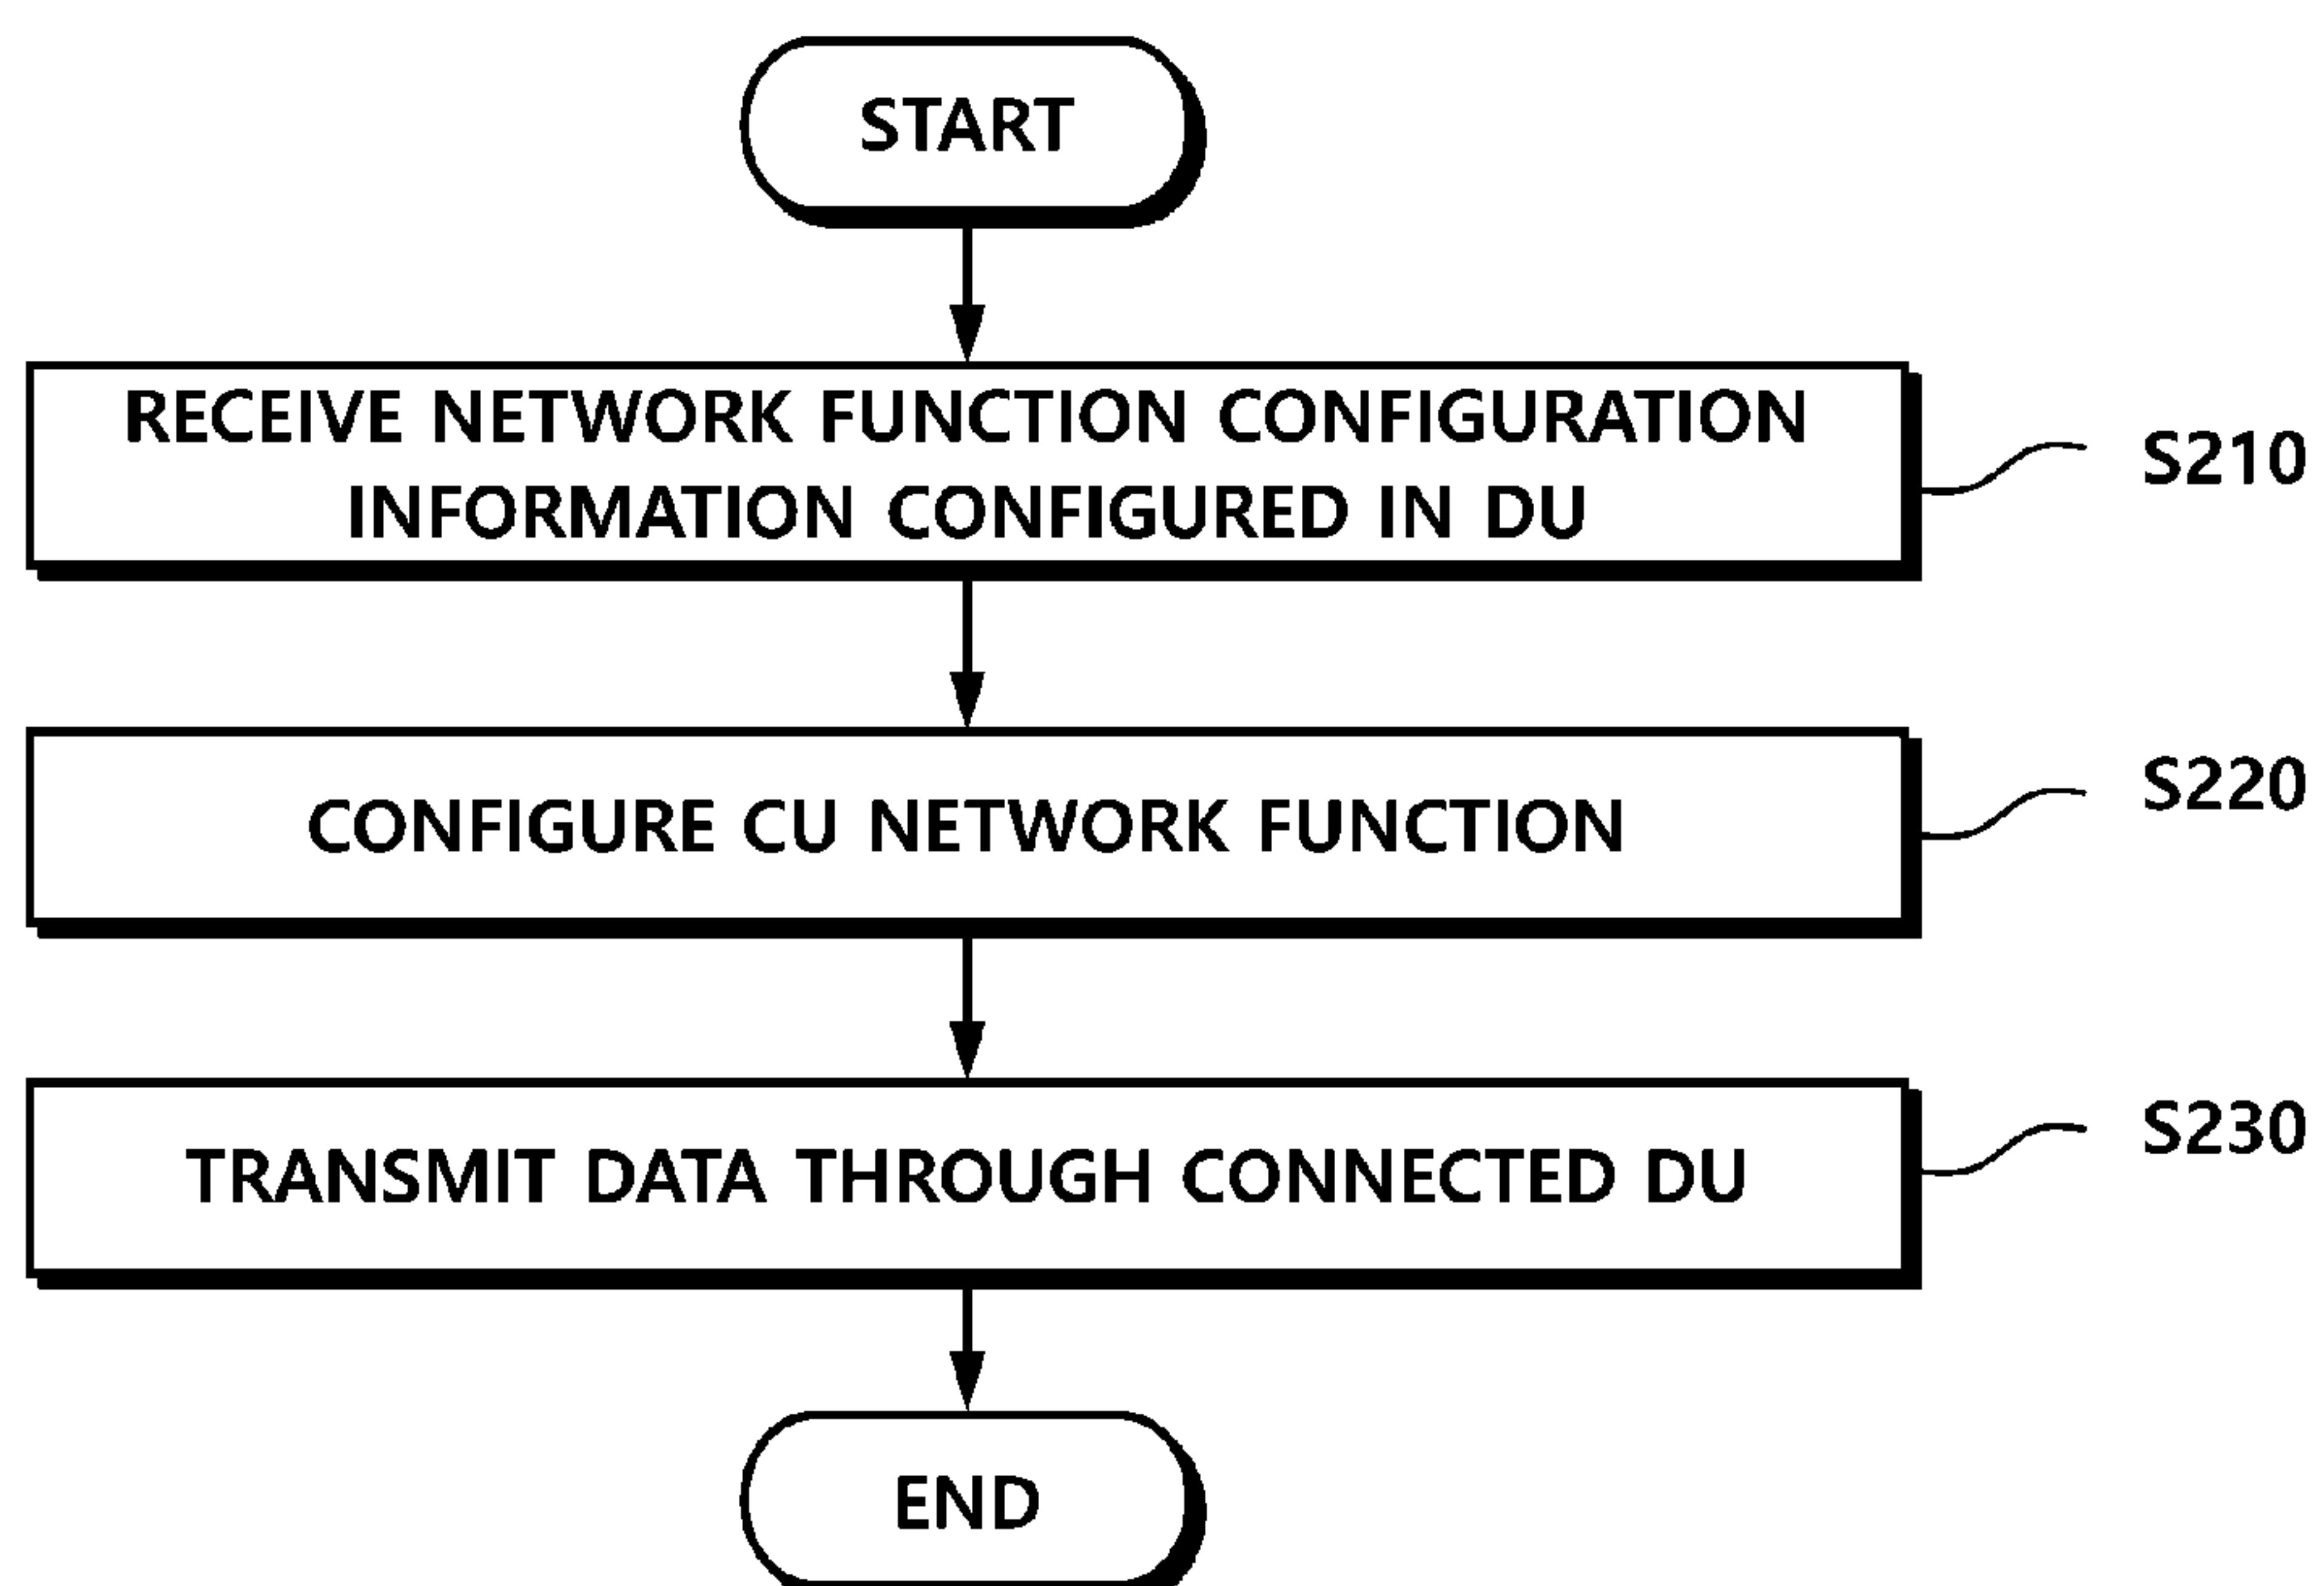 START
RECEIVE NETWORK FUNCTION CONFIGURATION
INFORMATION CONFIGURED IN DU
S210
CONFIGURE CU NETWORK FUNCTION
S220
TRANSMIT DATA THROUGH CONNECTED DU
S230
END